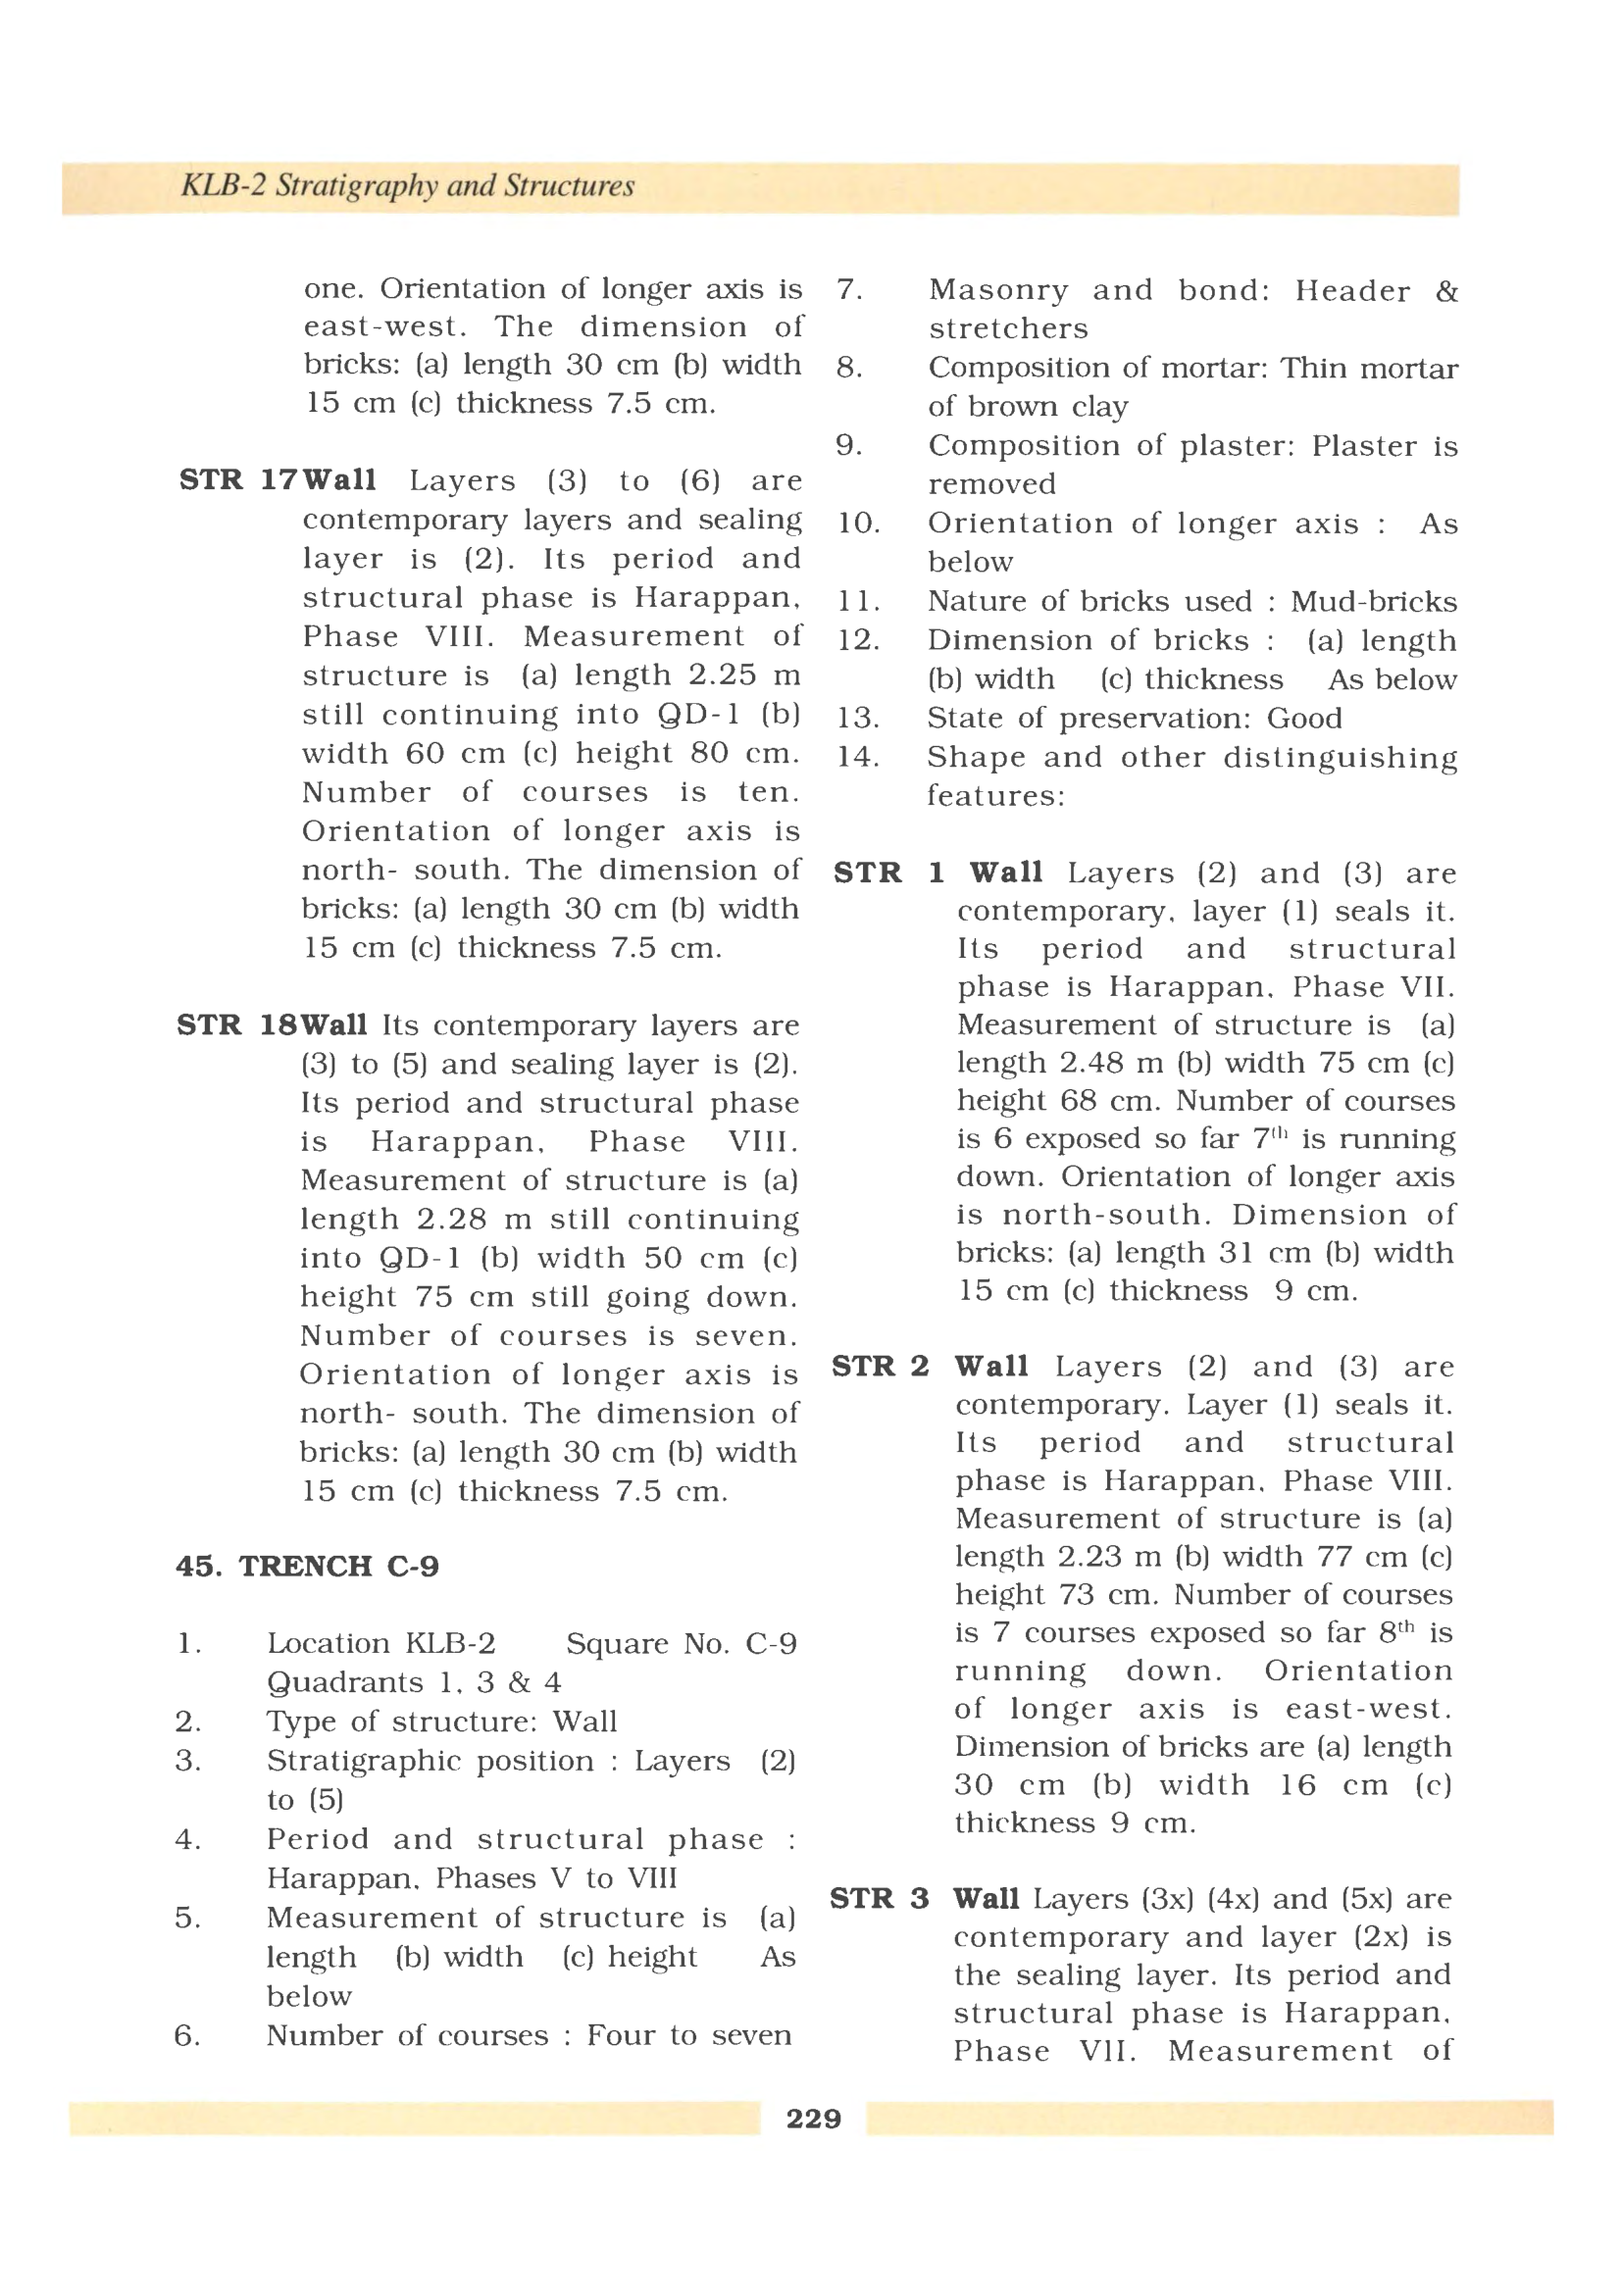 KLB-2 Stratigraphy and Structures
one. Orientation of longer axis is
east-west. The dimension of
bricks: (a) length 30 cm (b) width
15 cm (c) thickness 7.5 cm.
STR 17 Wall Layers (3) to (6) are
contemporary layers and sealing
layer is (2). Its period and
structural phase is Harappan,
Phase VIII. Measurement of
structure is (a) length 2.25 m
still continuing into QD-1 (b)
width 60 cm (c) height 80 cm.
Number of courses is ten.
Orientation of longer axis is
north- south. The dimension of
bricks: (a) length 30 cm (b) width
15 cm (c) thickness 7.5 cm.
STR 18 Wall Its contemporary layers are
(3) to (5) and sealing layer is (2).
Its period and structural phase
is Harappan, Phase VIII.
Measurement of structure is (a)
length 2.28 m still continuing
into QD-1 (b) width 50 cm (c)
height 75 cm still going down.
Number of courses is seven.
Orientation of longer axis is
north- south. The dimension of
bricks: (a) length 30 cm (b) width
15 cm (c) thickness 7.5 cm.
45. TRENCH C-9
1. Location KLB-2 Square No. C-9
Quadrants 1, 3 & 4
2. Type of structure: Wall
3. Stratigraphic position : Layers (2)
to (5)
4. Period and structural phase :
Harappan, Phases V to VIII
5. Measurement of structure is (a)
length (b) width (c) height As
below
6. Number of courses : Four to seven
7. Masonry and bond: Header &
stretchers
8. Composition of mortar: Thin mortar
of brown clay
9. Composition of plaster: Plaster is
removed
10. Orientation of longer axis : As
below
11. Nature of bricks used : Mud-bricks
12. Dimension of bricks : (a) length
(b) width (c) thickness As below
13. State of preservation: Good
14. Shape and other distinguishing
features:
STR 1 Wall Layers (2) and (3) are
contemporary, layer (1) seals it.
Its period and structural
phase is Harappan, Phase VII.
Measurement of structure is (a)
length 2.48 m (b) width 75 cm (c)
height 68 cm. Number of courses
is 6 exposed so far 7th is running
down. Orientation of longer axis
is north-south. Dimension of
bricks: (a) length 31 cm (b) width
15 cm (c) thickness 9 cm.
STR 2 Wall Layers (2) and (3) are
contemporary. Layer (1) seals it.
Its period and structural
phase is Harappan, Phase VIII.
Measurement of structure is (a)
length 2.23 m (b) width 77 cm (c)
height 73 cm. Number of courses
is 7 courses exposed so far 8th is
running down. Orientation
of longer axis is east-west.
Dimension of bricks are (a) length
30 cm (b) width 16 cm (c)
thickness 9 cm.
STR 3 Wall Layers (3x) (4x) and (5x) are
contemporary and layer (2x) is
the sealing layer. Its period and
structural phase is Harappan,
Phase VII. Measurement of
229